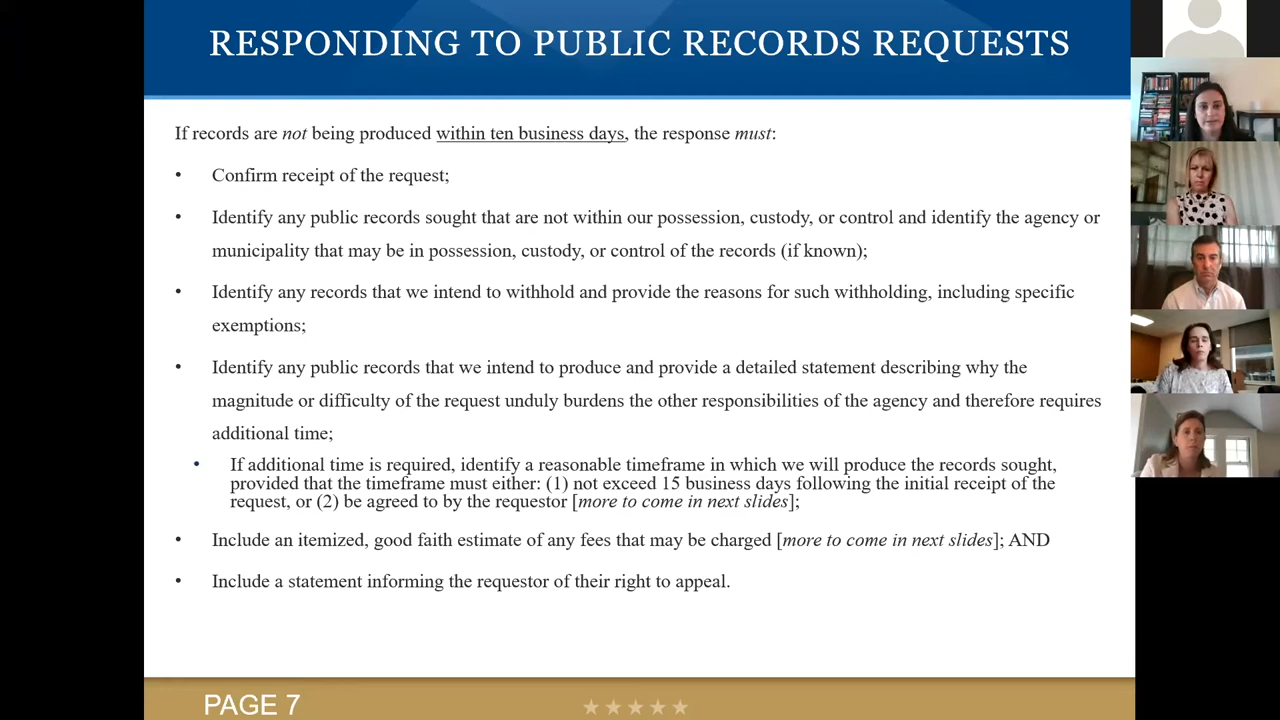 RESPONDING TO PUBLIC RECORDS REQUESTS
If records are not being produced within ten business days, the response must:
• Confirm receipt of the request;
• Identify any public records sought that are not within our possession, custody, or control and identify the agency or
municipality that may be in possession, custody, or control of the records (if known);
• Identify any records that we intend to withhold and provide the reasons for such withholding, including specific
exemptions;
• Identify any public records that we intend to produce and provide a detailed statement describing why the
magnitude or difficulty of the request unduly burdens the other responsibilities of the agency and therefore requires
additional time;
• If additional time is required, identify a reasonable timeframe in which we will produce the records sought,
provided that the timeframe must either: (1) not exceed 15 business days following the initial receipt of the
request, or (2) be agreed to by the requestor [more to come in next slides];
• Include an itemized, good faith estimate of any fees that may be charged [more to come in next slides]; AND
• Include a statement informing the requestor of their right to appeal.
PAGE 7